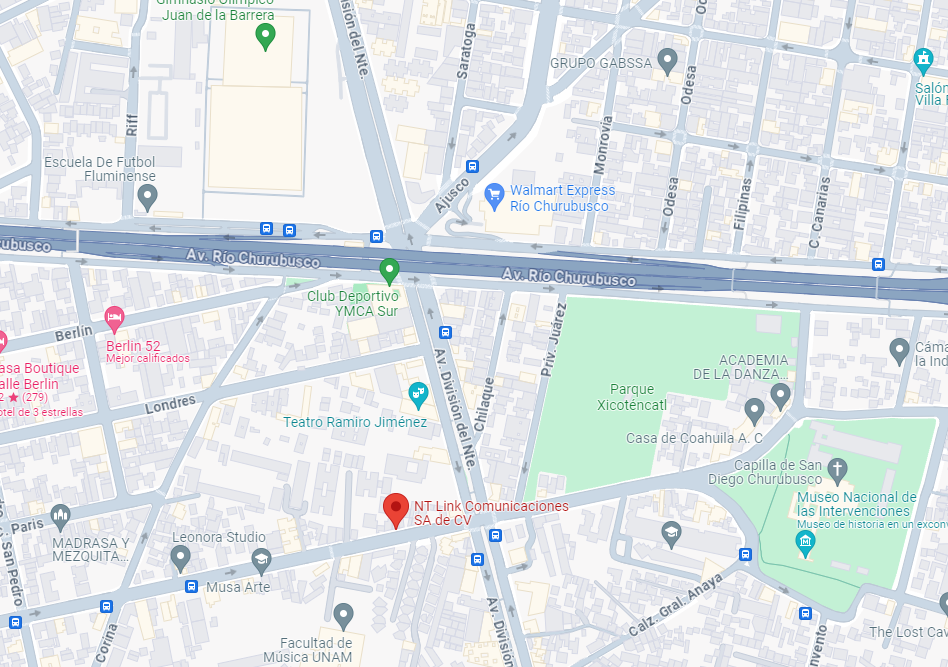 Gimnasio Olímpico
Juan de la Barrera
División del Nte.
Saratoga
GRUPO GABSSA
Odesa
Salón
Villa
Riff
Monrovia
Escuela De Futbol
Fluminense
Ajusco
Walmart Express
Río Churubusco
Odesa
Filipinas
C. Canarias
urubusco
Av. Río Churubusco
Av. Río Churubusco
Club Deportivo
YMCA Sur
Priv. Juárez
Berlín
Berlin 52
Mejor calificados
asa Boutique
alle Berlin
2 ★ (279)
otel de 3 estrellas
Cáma
la Ind
ACADEMIA
DE LA DANZA...
Av. División del Nte.
Chilaque
Parque
Xicoténcatl
Londres
Teatro Ramiro Jiménez
Casa de Coahuila A. C
Capilla de San
Diego Churubusco
Museo Nacional de
las Intervenciones
Museo de historia en un exconv
NT Link Comunicaciones
SA de CV
París
MADRASA Y
MEZQUITA...
Leonora Studio
Musa Arte
San Pedro
Corina
Facultad de
Música UNAM
Av. División
Calz. Gral. Anaya
nvento
The Lost Cav